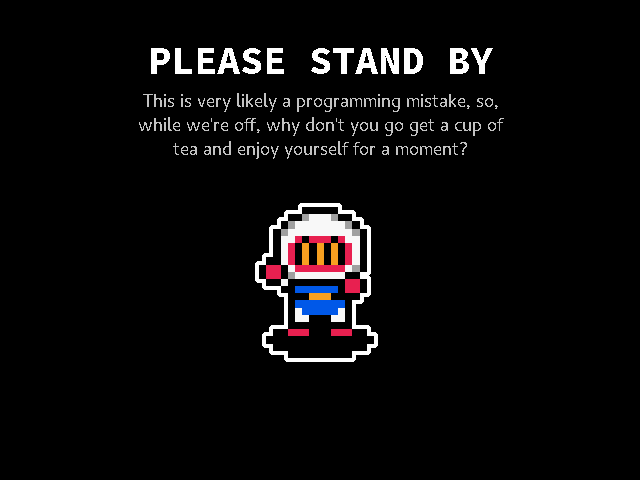 PLEASE STAND BY
This is very likely a programming mistake, so,
while we're off, why don't you go get a cup of
tea and enjoy yourself for a moment?